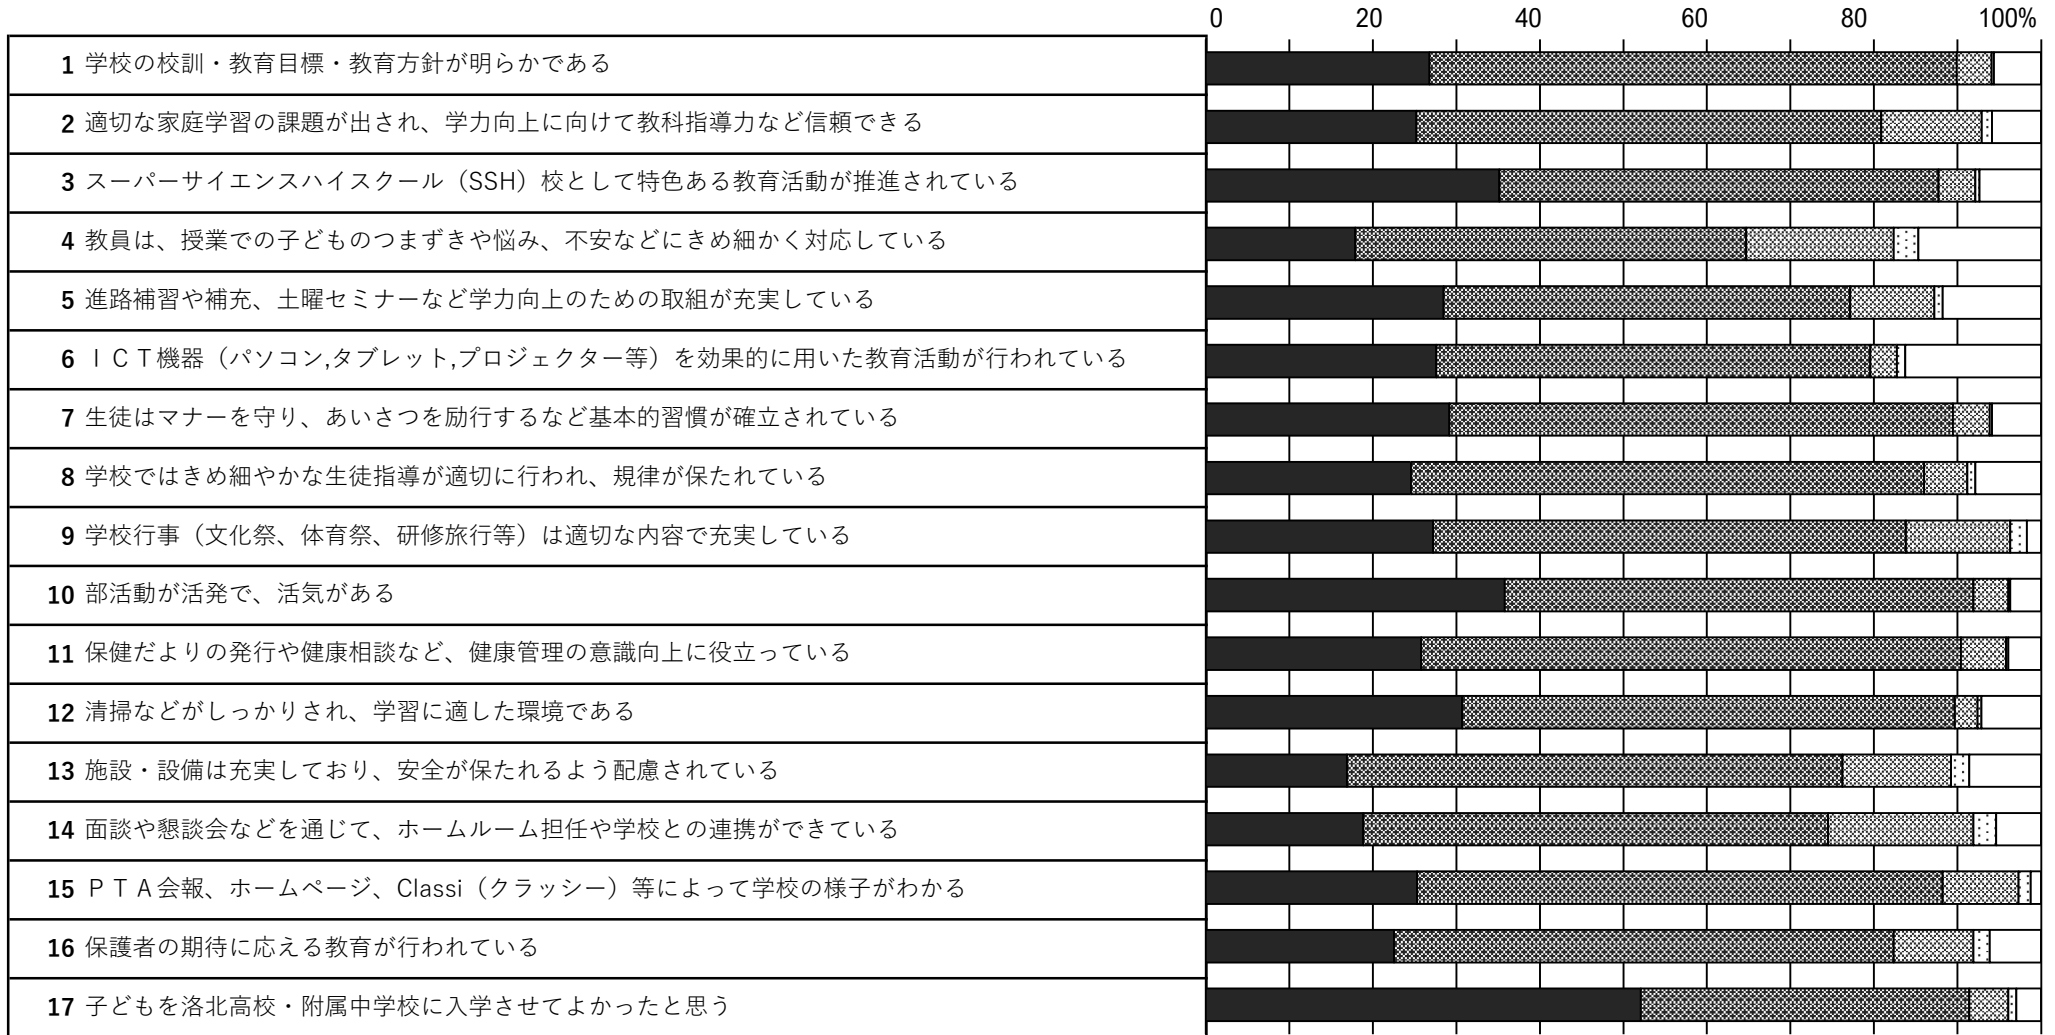 0 20 40 60 80 100%
1 学校の校訓・教育目標・教育方針が明らかである
2 適切な家庭学習の課題が出され、学力向上に向けて教科指導力など信頼できる
3 スーパーサイエンスハイスクール（SSH）校として特色ある教育活動が推進されている
4 教員は、授業での子どものつまずきや悩み、不安などにきめ細かく対応している
5 進路補習や補充、土曜セミナーなど学力向上のための取組が充実している
6 ＩＣＴ機器（パソコン,タブレット,プロジェクター等）を効果的に用いた教育活動が行われている
7 生徒はマナーを守り、あいさつを励行するなど基本的習慣が確立されている
8 学校ではきめ細やかな生徒指導が適切に行われ、規律が保たれている
9 学校行事（文化祭、体育祭、研修旅行等）は適切な内容で充実している
10 部活動が活発で、活気がある
11 保健だよりの発行や健康相談など、健康管理の意識向上に役立っている
12 清掃などがしっかりされ、学習に適した環境である
13 施設・設備は充実しており、安全が保たれるよう配慮されている
14 面談や懇談会などを通じて、ホームルーム担任や学校との連携ができている
15 ＰＴＡ会報、ホームページ、Classi（クラッシー）等によって学校の様子がわかる
16 保護者の期待に応える教育が行われている
17 子どもを洛北高校・附属中学校に入学させてよかったと思う